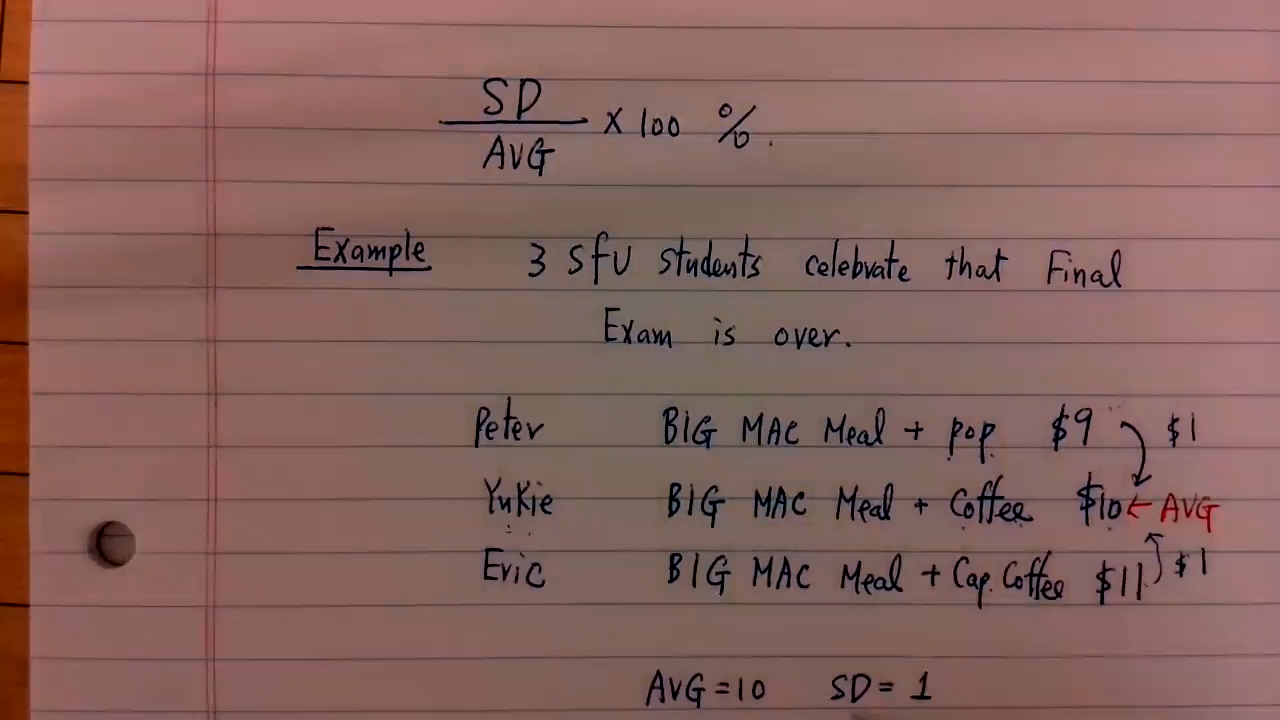 SD
AVG × 100 %.
Example 3 SFU students celebrate that Final
Exam is over.
Peter BIG MAC Meal + pop. $9 $1
Yukie BIG MAC Meal + Coffee $10 ← AVG
Eric BIG MAC Meal + Cap. Coffee $11 $1
AVG = 10 SD = 1